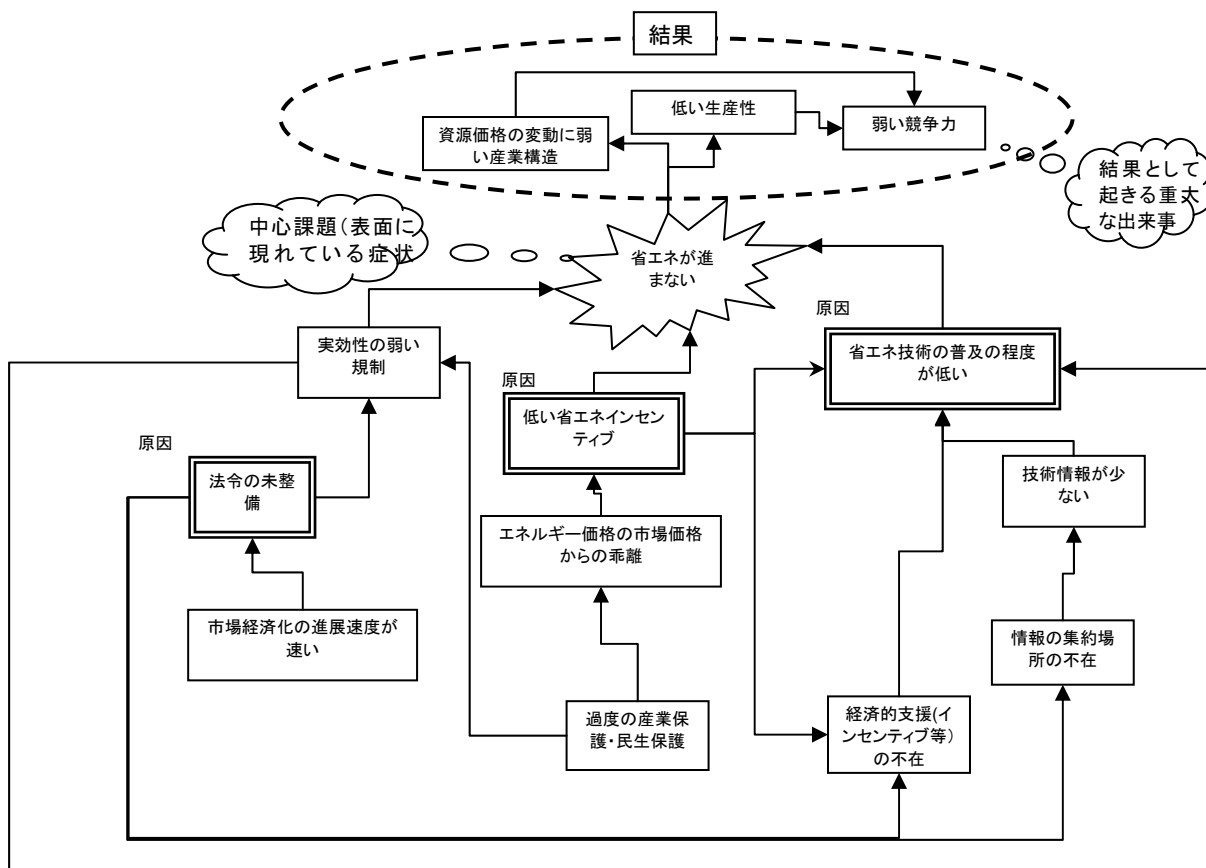 結果
低い生産性
弱い競争力
資源価格の変動に弱
い産業構造
結果として
起きる重大
な出来事
中心課題(表面に
現れている症状
省エネが進
まない
原因
実効性の弱い
規制
省エネ技術の普及の程度
が低い
原因
低い省エネインセン
ティブ
原因
法令の未整
備
技術情報が少
ない
エネルギー価格の市場価格
からの乖離
市場経済化の進展速度が
速い
情報の集約場
所の不在
過度の産業保
護・民生保護
経済的支援(イ
ンセンティブ等)
の不在